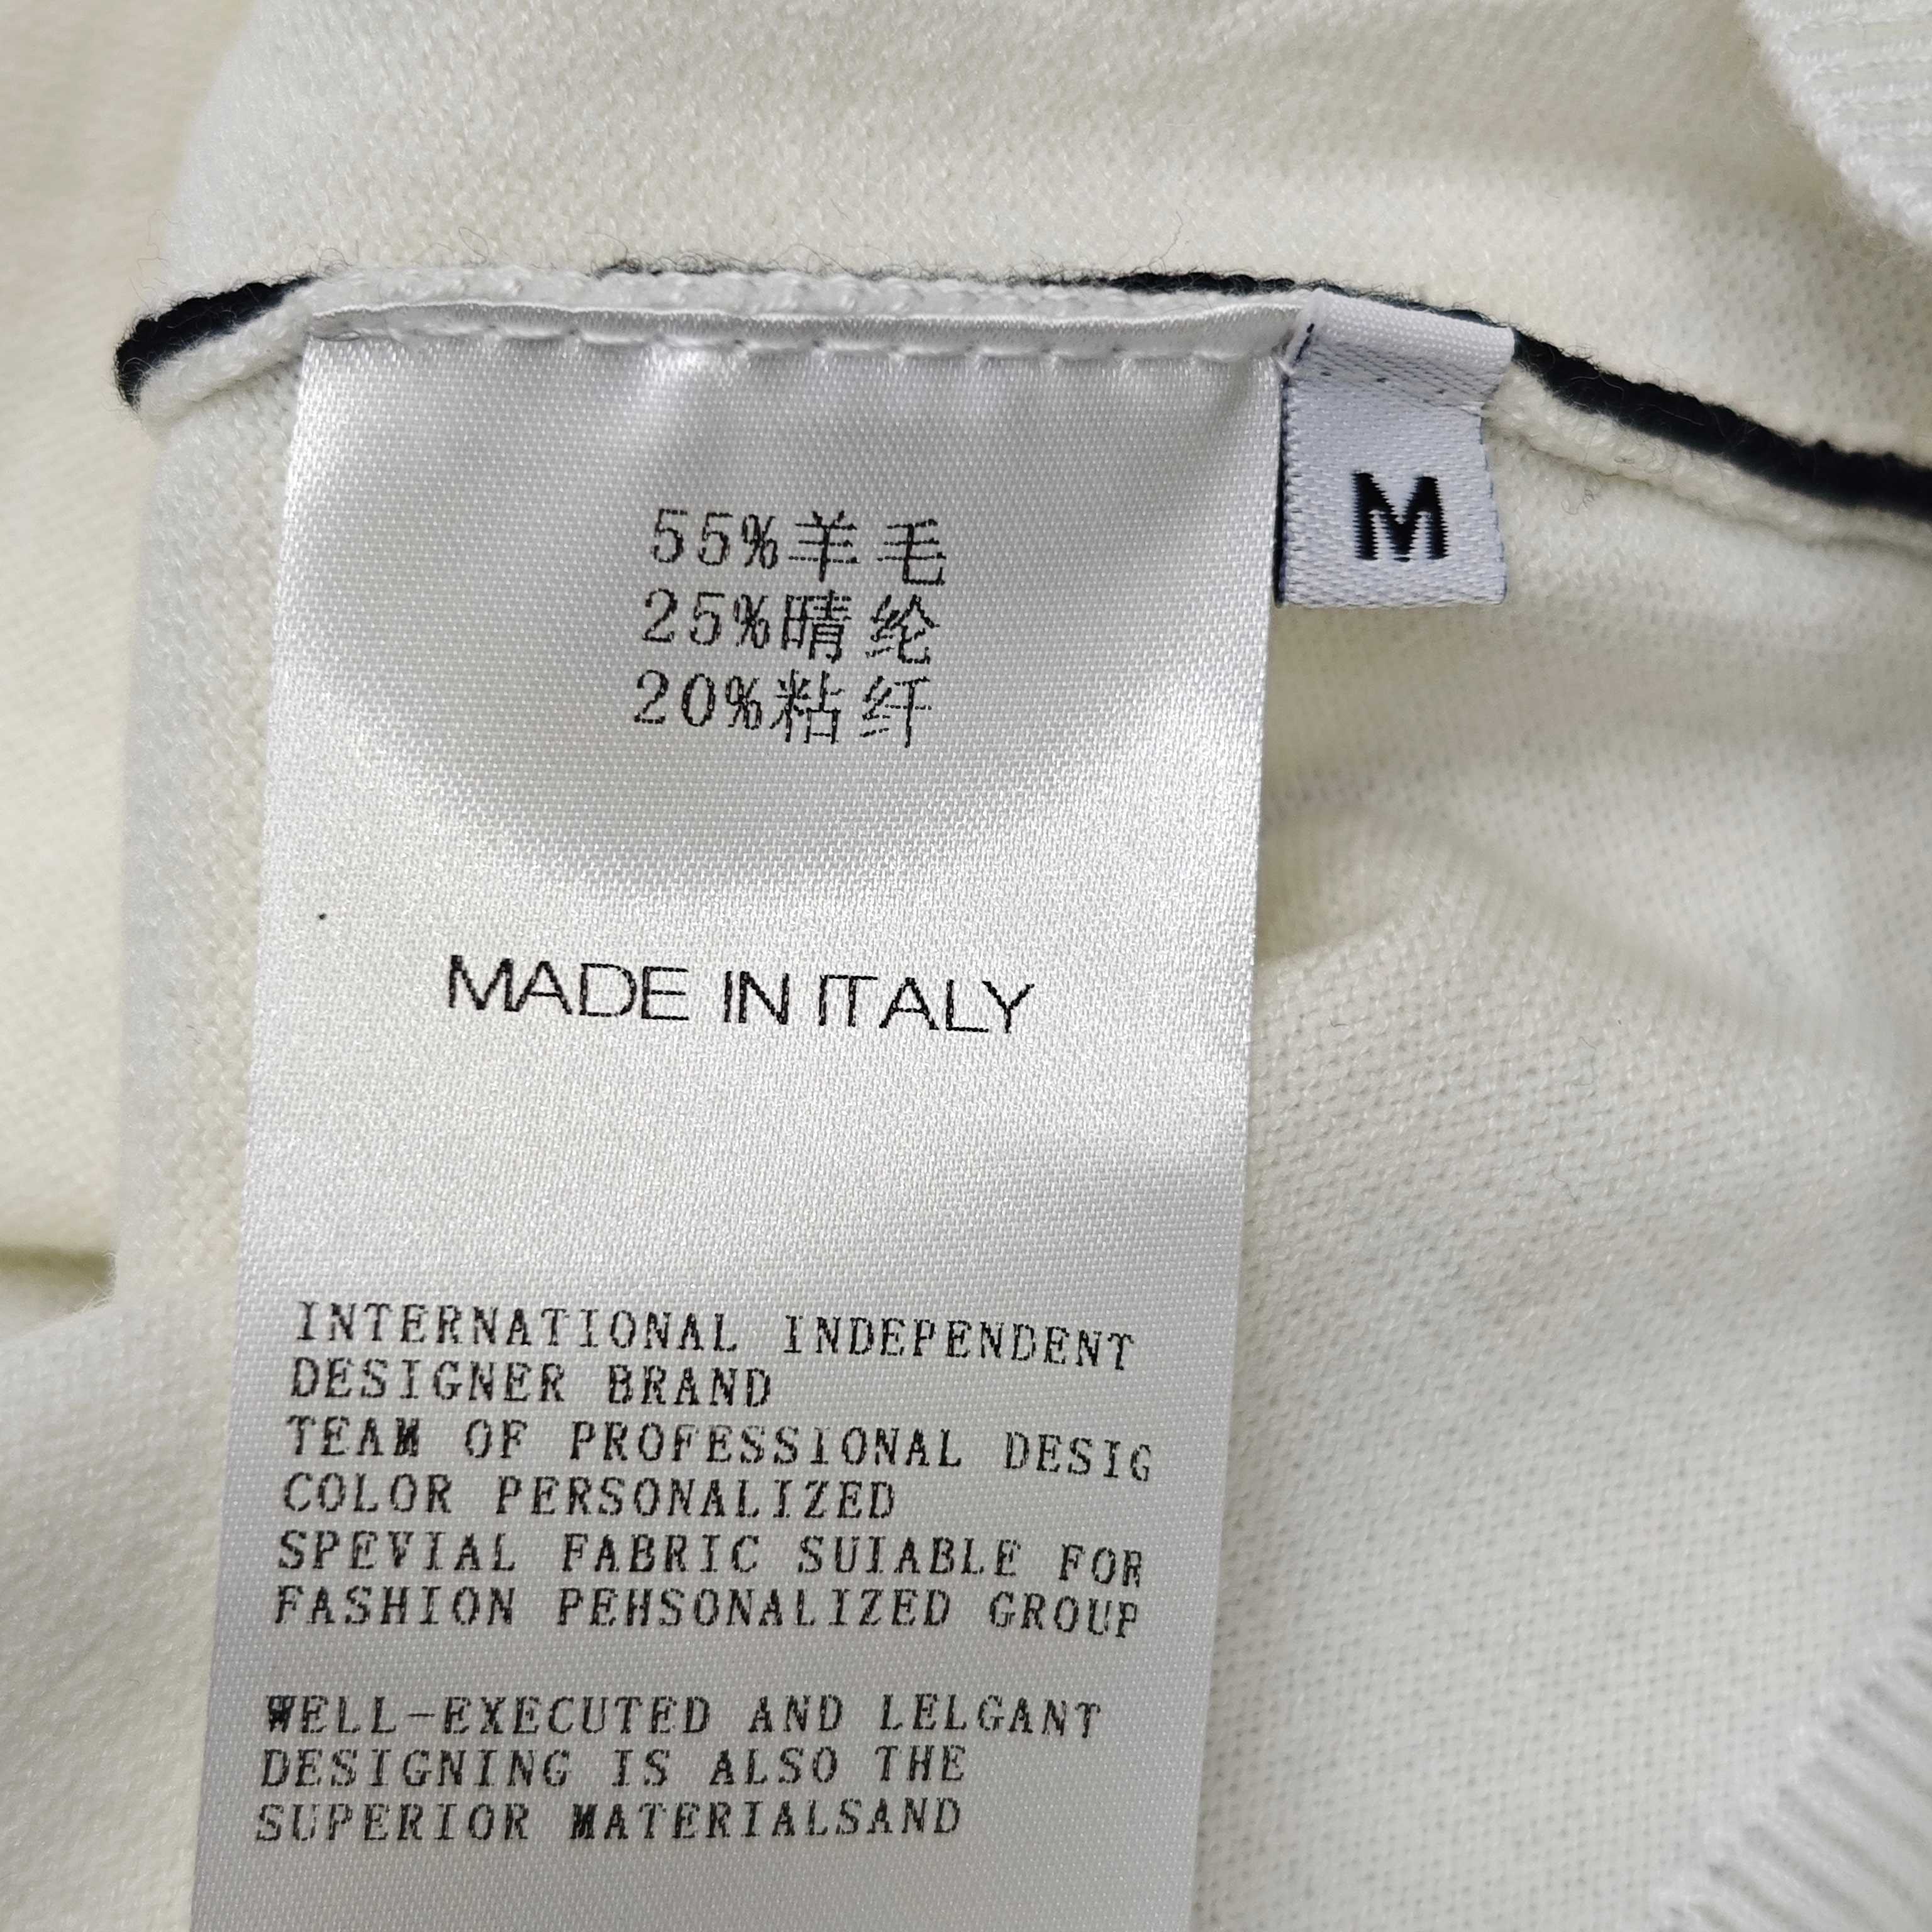 55%羊毛
25%晴纶
20%粘纤
M
MADE IN ITALY
INTERNATIONAL INDEPENDENT
DESIGNER BRAND
TEAM OF PROFESSIONAL DESIG
COLOR PERSONALIZED
SPEVIAL FABRIC SUIABLE FOR
FASHION PEHSONALIZED GROUP
WELL-EXECUTED AND LELGANT
DESIGNING IS ALSO THE
SUPERIOR MATERIALSAND